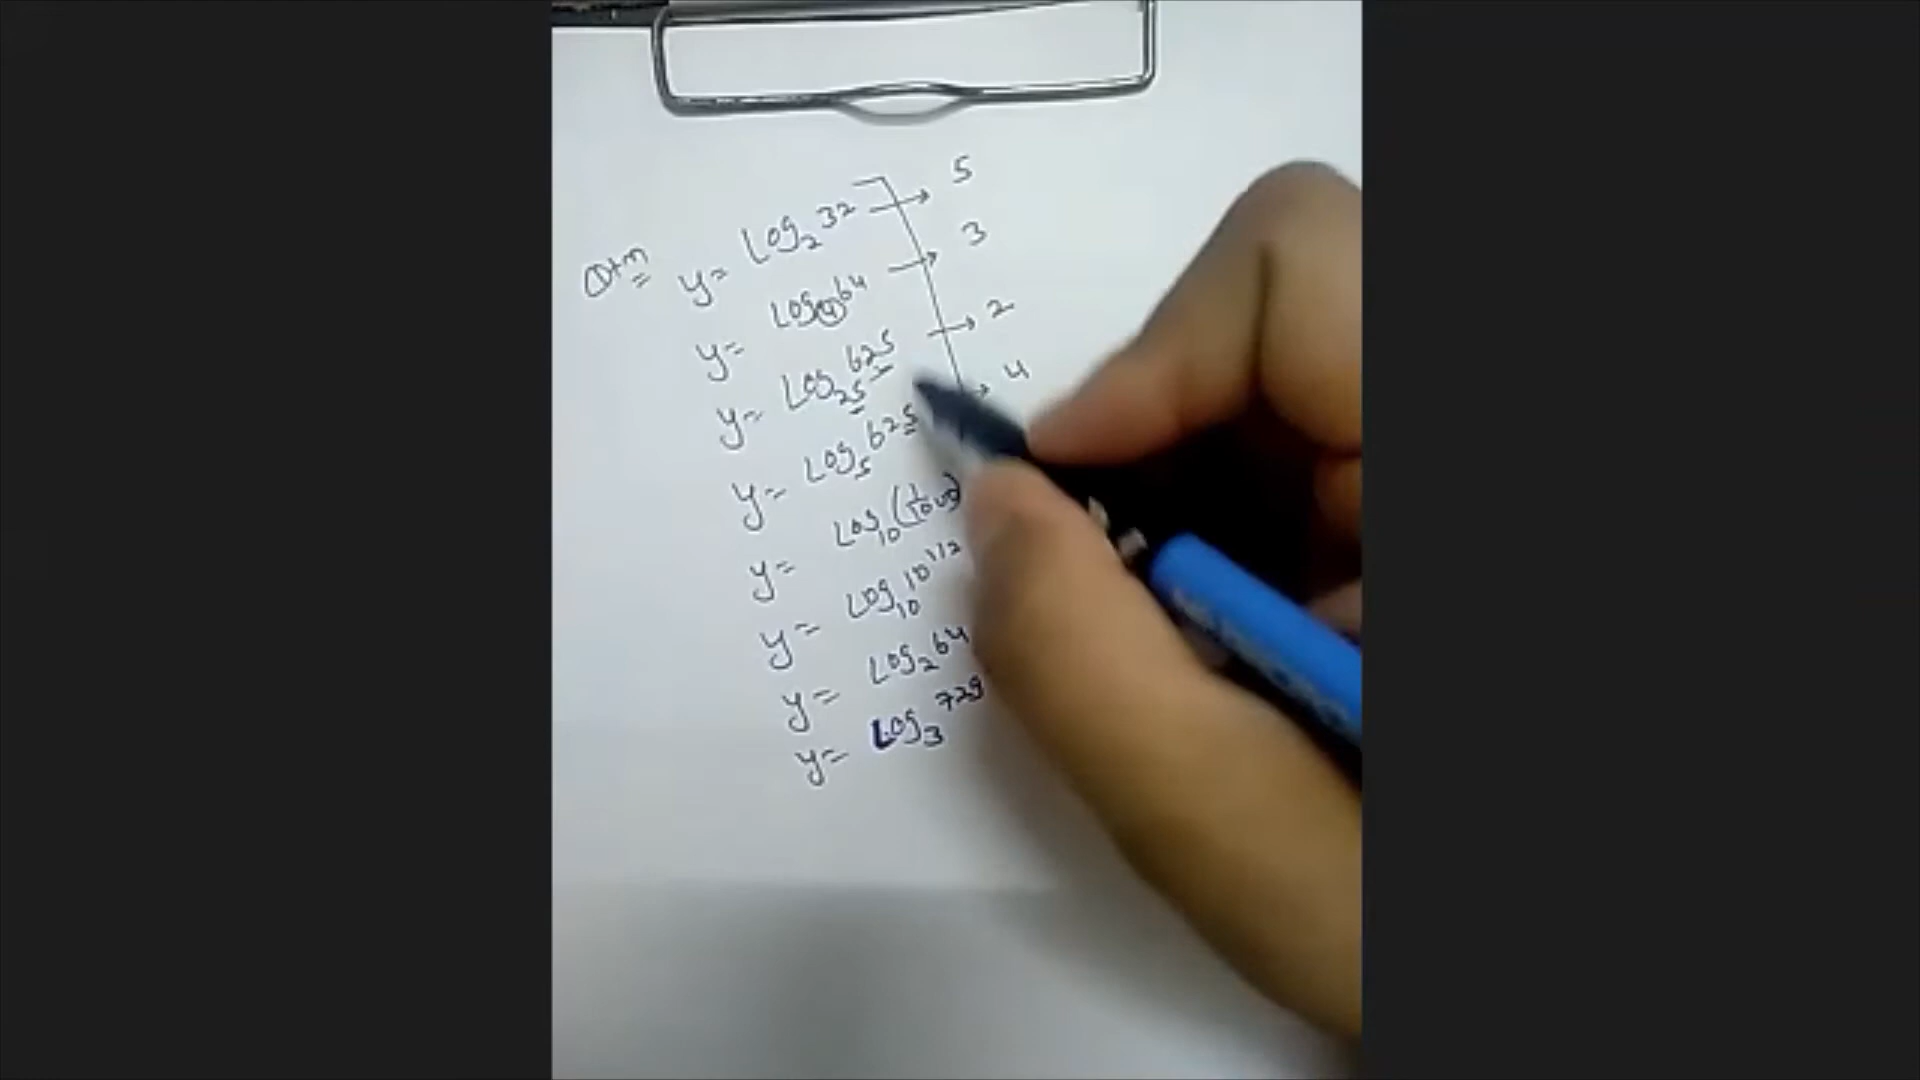 y = Log₂ 32 → 5
y = Log₄ 64 → 3
y = Log₂₅ 625 → 2
y = Log₅ 625 → 4
y = Log₁₀ (1/1000)
y = Log₁₀ 10^1/2
y = Log₂ 64
y = Log₃ 729